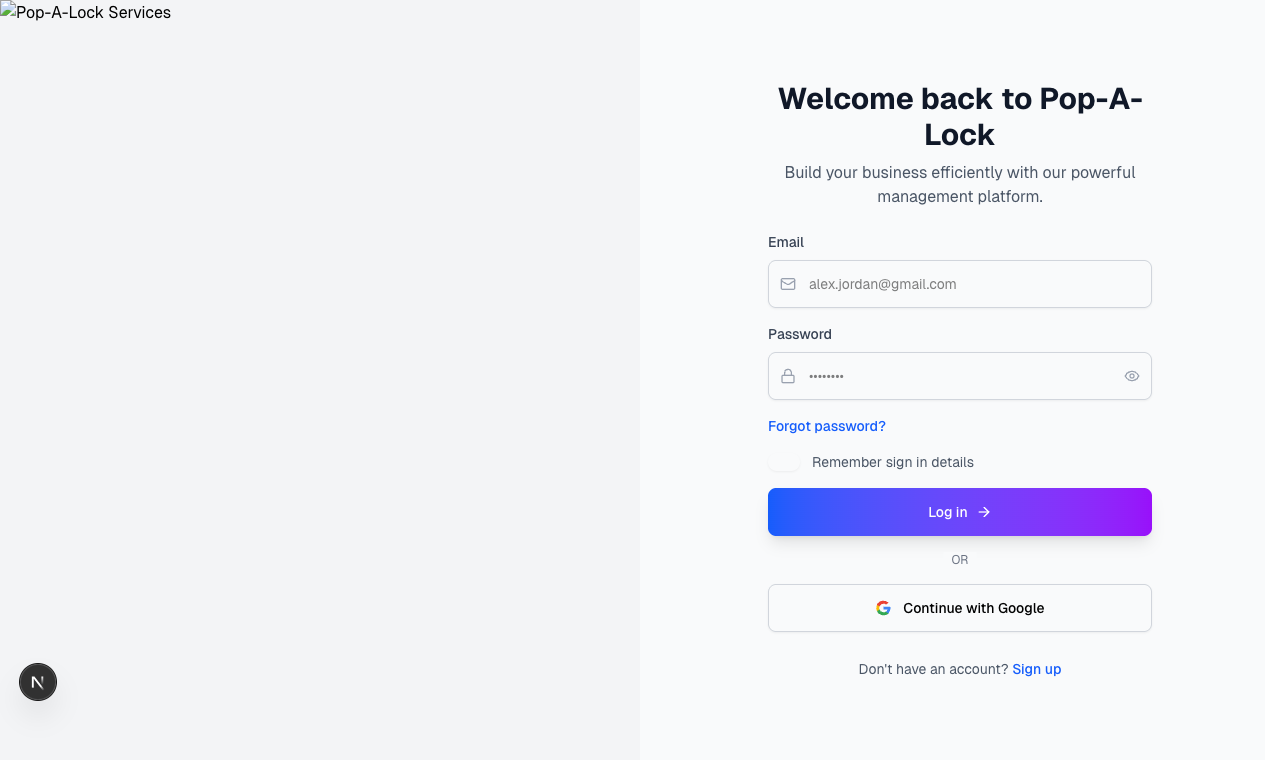 Pop-A-Lock Services
Welcome back to Pop-A-
Lock
Build your business efficiently with our powerful
management platform.
Email
alex.jordan@gmail.com
Password
••••••••
Forgot password?
Remember sign in details
Log in
OR
Continue with Google
Don't have an account? Sign up
N